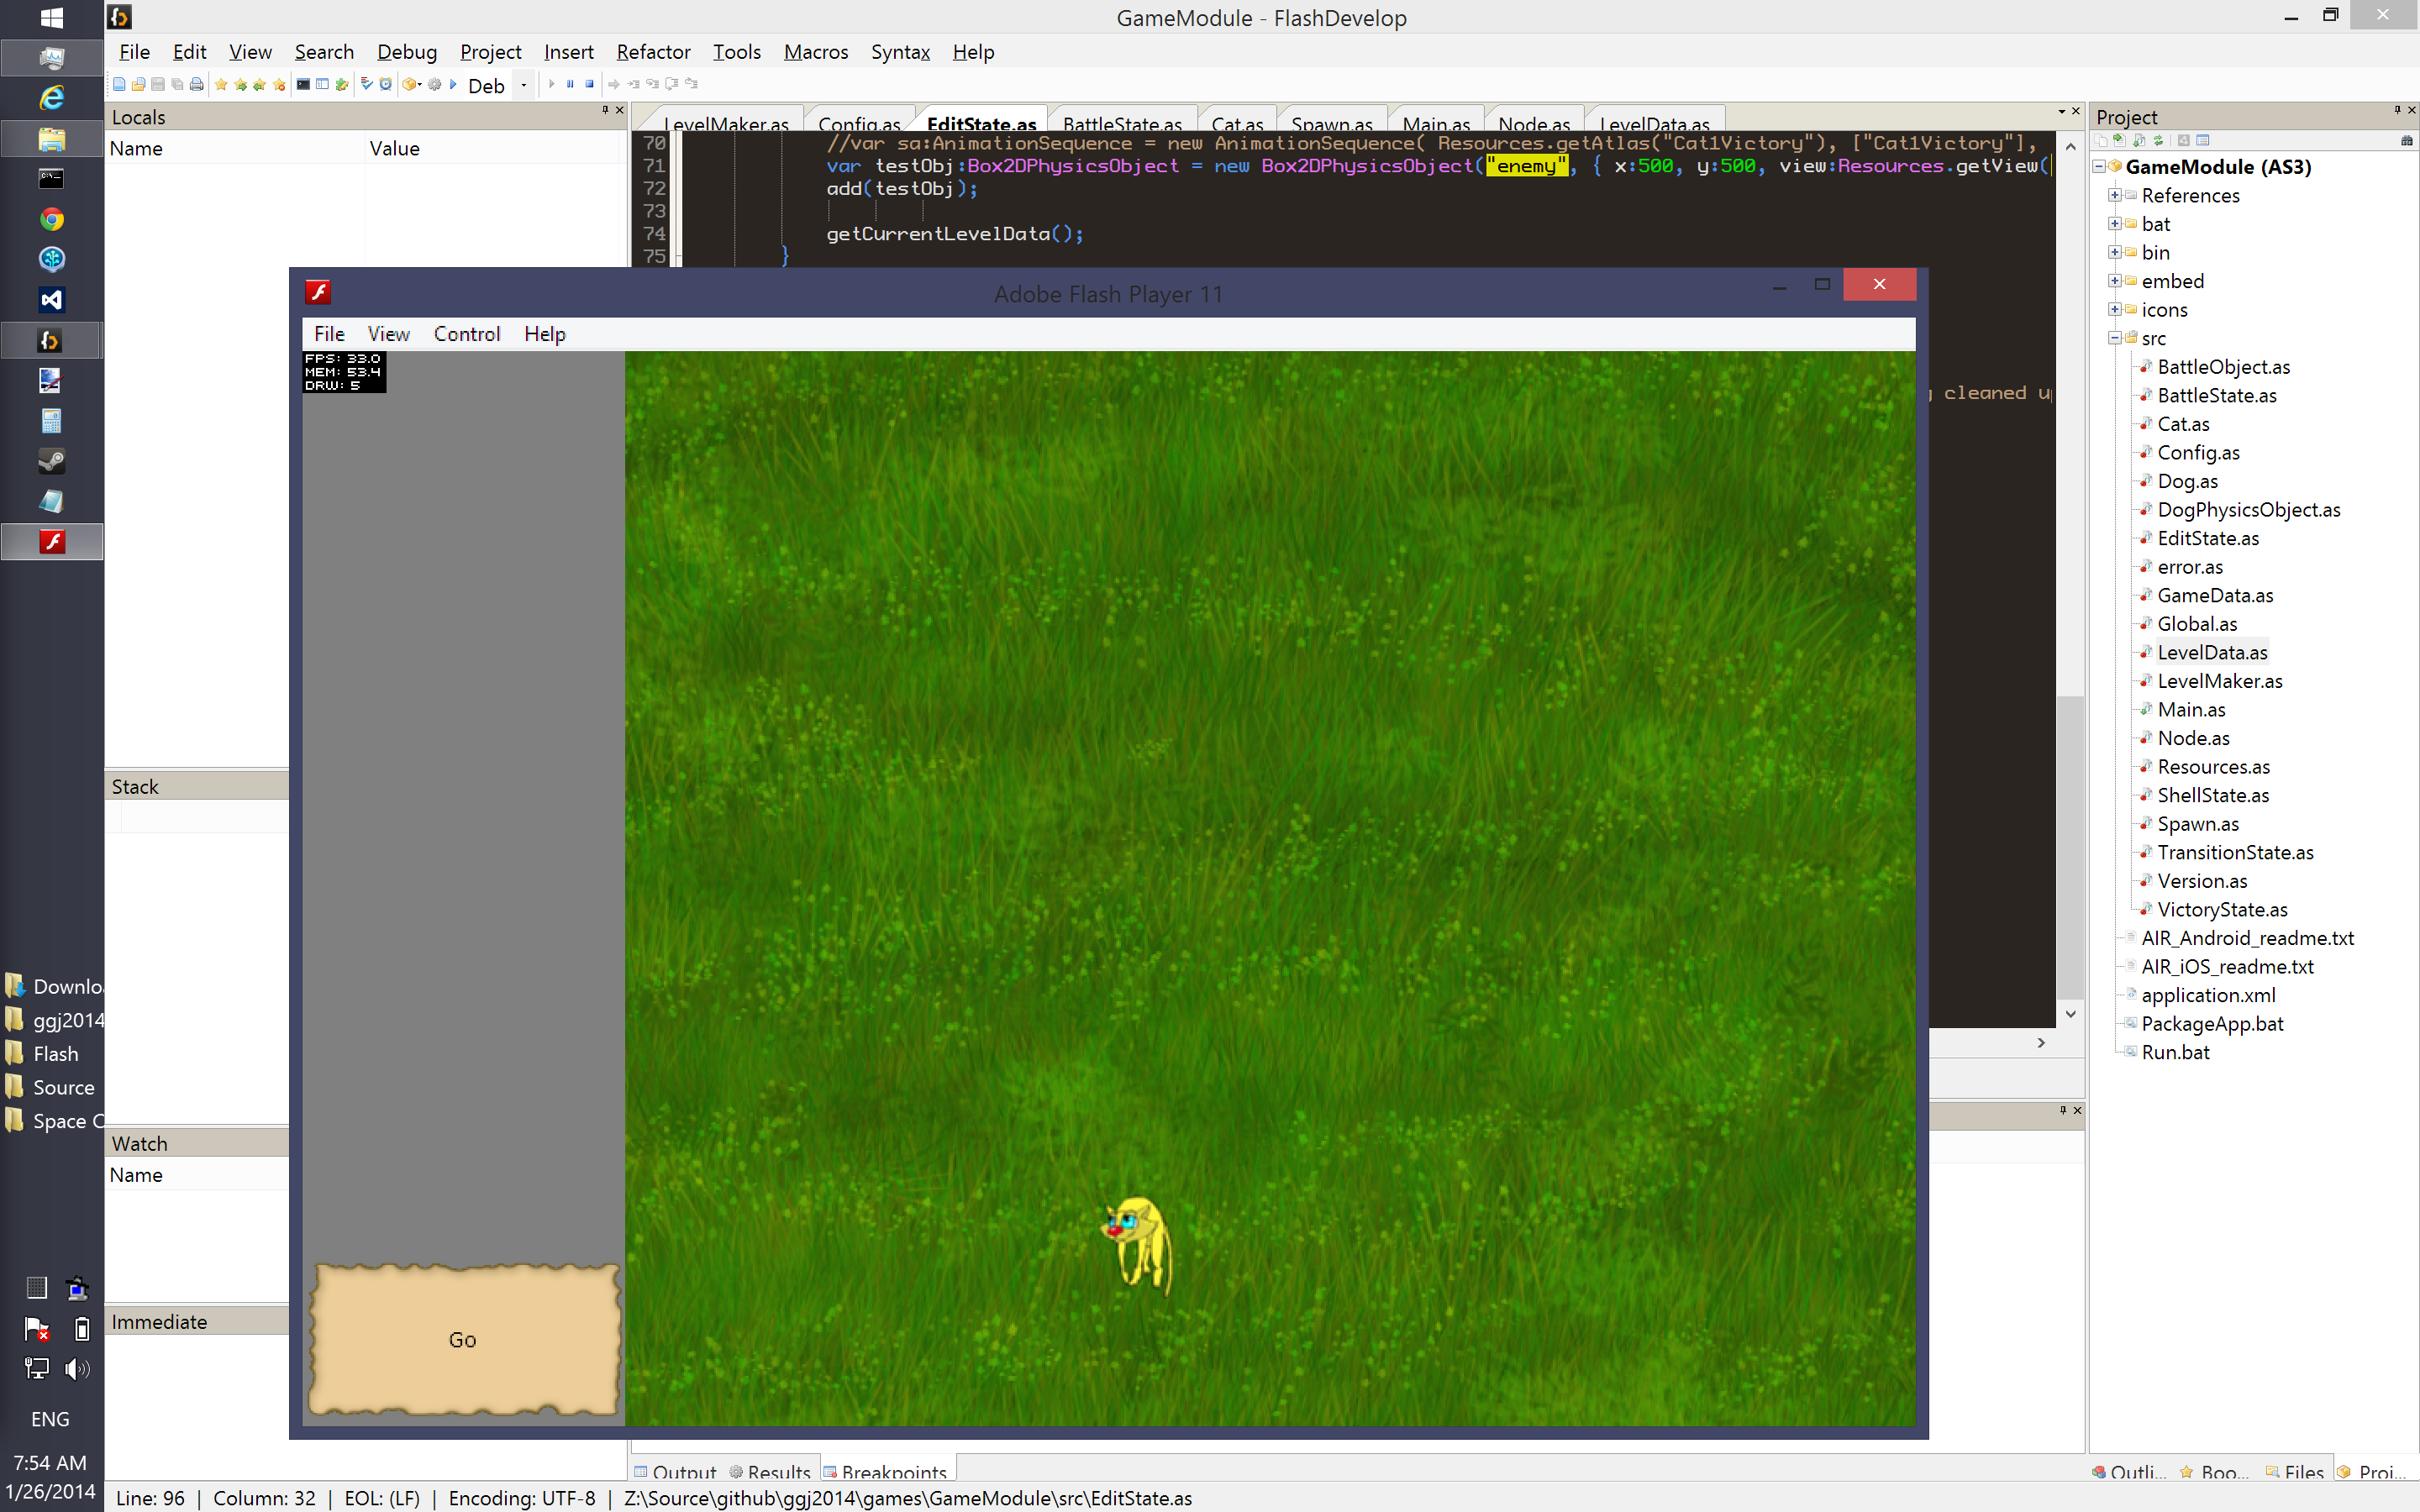 GameModule - FlashDevelop
File Edit View Search Debug Project Insert Refactor Tools Macros Syntax Help
Deb
Locals
Name Value
LevelMaker.as Config.as EditState.as BattleState.as Cat.as Spawn.as Main.as Node.as LevelData.as
70 //var sa:AnimationSequence = new AnimationSequence( Resources.getAtlas("Cat1Victory"), ["Cat1Victory"],
71 var testObj:Box2DPhysicsObject = new Box2DPhysicsObject("enemy", { x:500, y:500, view:Resources.getView(
72 add(testObj);
73
74 getCurrentLevelData();
75 }
cleaned up
Adobe Flash Player 11
File View Control Help
FPS: 33.0
MEM: 53.4
DRW: 5
Go
Stack
Watch
Name
Immediate
Output Results Breakpoints
Line: 96 | Column: 32 | EOL: (LF) | Encoding: UTF-8 | Z:\Source\github\ggj2014\games\GameModule\src\EditState.as
Project
GameModule (AS3)
References
bat
bin
embed
icons
src
BattleObject.as
BattleState.as
Cat.as
Config.as
Dog.as
DogPhysicsObject.as
EditState.as
error.as
GameData.as
Global.as
LevelData.as
LevelMaker.as
Main.as
Node.as
Resources.as
ShellState.as
Spawn.as
TransitionState.as
Version.as
VictoryState.as
AIR_Android_readme.txt
AIR_iOS_readme.txt
application.xml
PackageApp.bat
Run.bat
Outli... Boo... Files Proj...
Downlo
ggj2014
Flash
Source
Space C
ENG
7:54 AM
1/26/2014